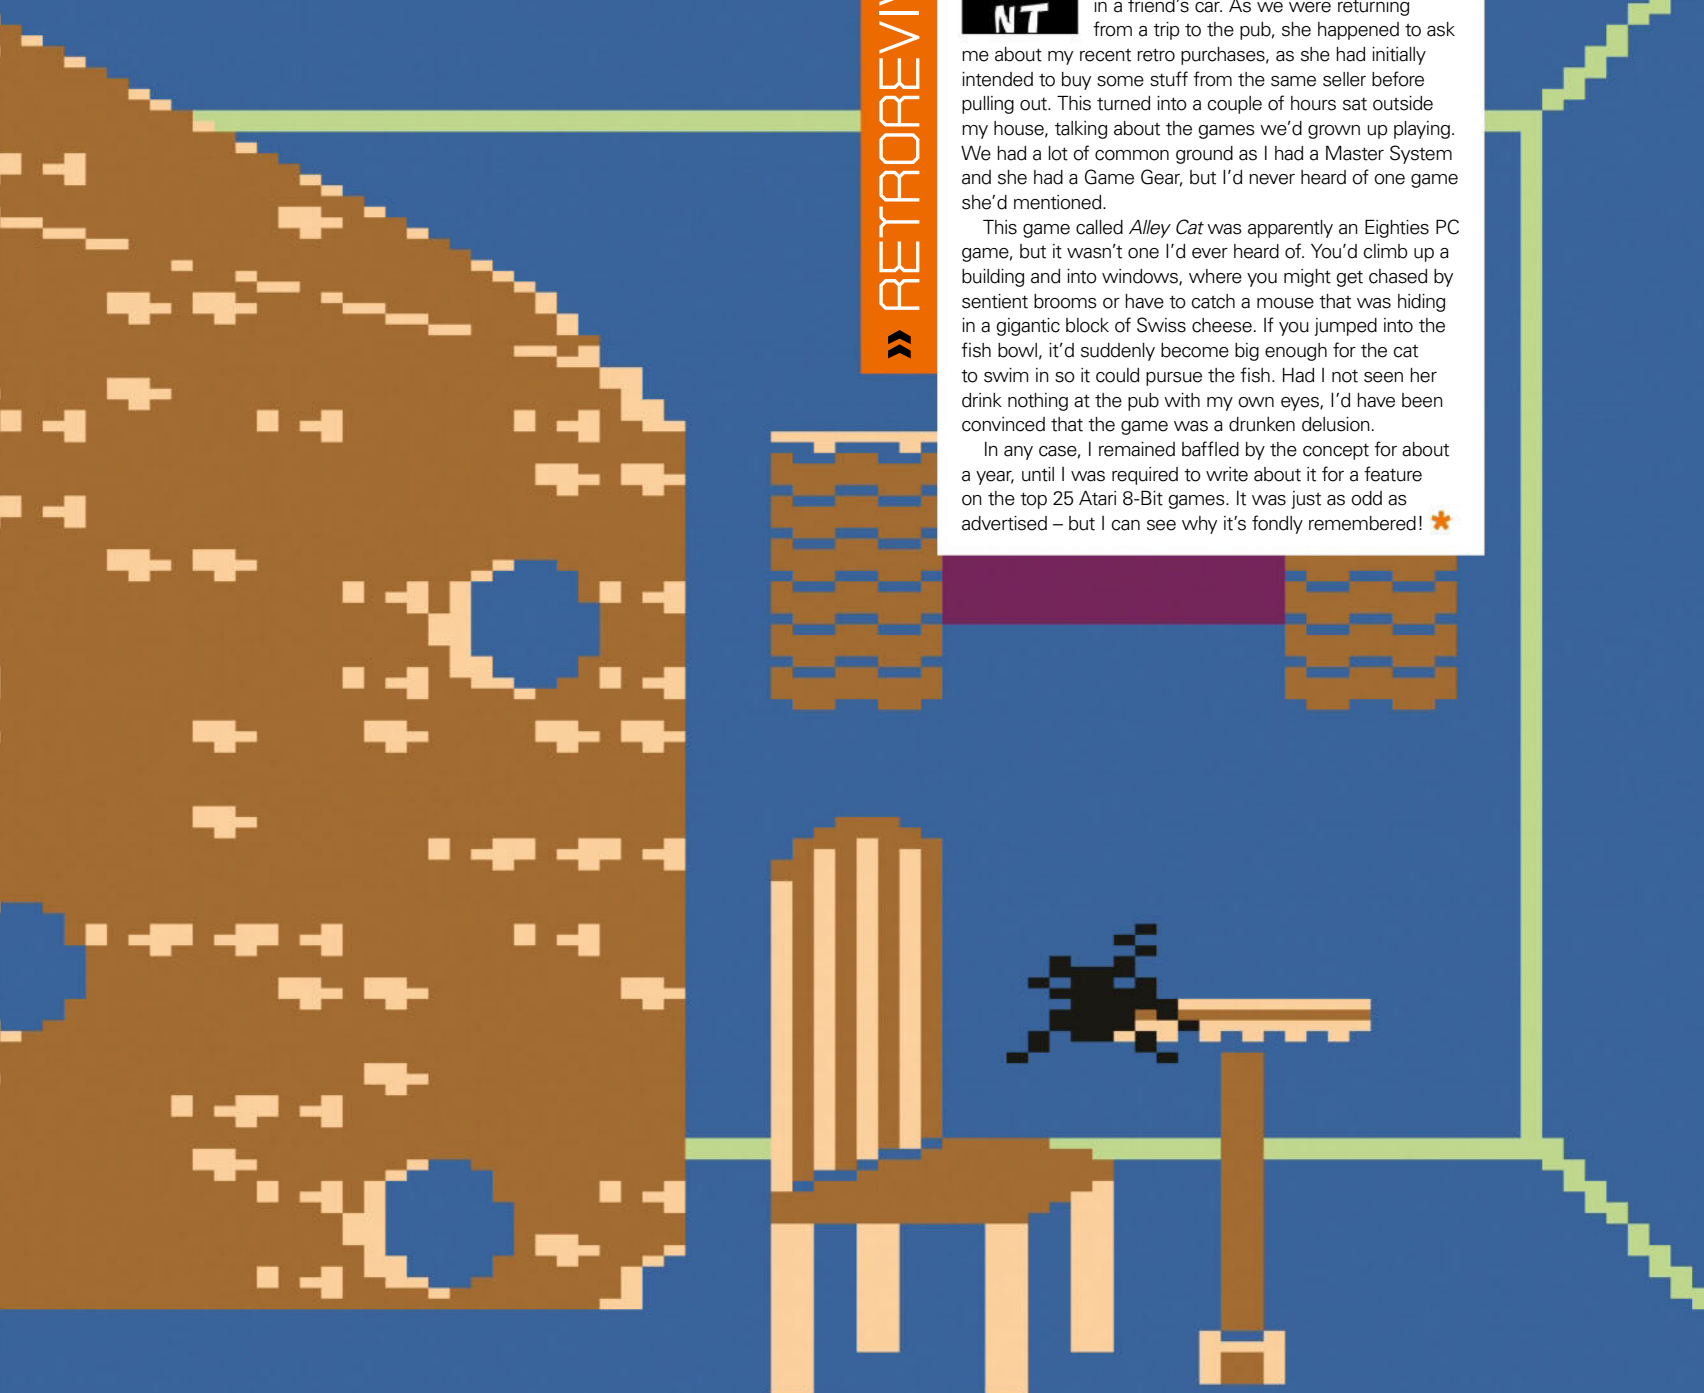 RETROREVIV
NT
in a friend's car. As we were returning
from a trip to the pub, she happened to ask
me about my recent retro purchases, as she had initially
intended to buy some stuff from the same seller before
pulling out. This turned into a couple of hours sat outside
my house, talking about the games we'd grown up playing.
We had a lot of common ground as I had a Master System
and she had a Game Gear, but I'd never heard of one game
she'd mentioned.
This game called Alley Cat was apparently an Eighties PC
game, but it wasn't one I'd ever heard of. You'd climb up a
building and into windows, where you might get chased by
sentient brooms or have to catch a mouse that was hiding
in a gigantic block of Swiss cheese. If you jumped into the
fish bowl, it'd suddenly become big enough for the cat
to swim in so it could pursue the fish. Had I not seen her
drink nothing at the pub with my own eyes, I'd have been
convinced that the game was a drunken delusion.
In any case, I remained baffled by the concept for about
a year, until I was required to write about it for a feature
on the top 25 Atari 8-Bit games. It was just as odd as
advertised – but I can see why it's fondly remembered!